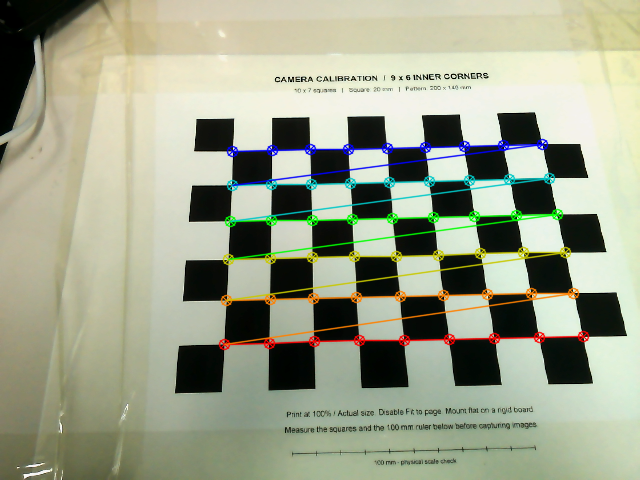 CAMERA CALIBRATION / 9 x 6 INNER CORNERS
10 x 7 squares | Square: 20 mm | Pattern: 200 x 140 mm
Print at 100% / Actual size. Disable Fit to page. Mount flat on a rigid board.
Measure the squares and the 100 mm ruler below before capturing images.
100 mm - physical scale check